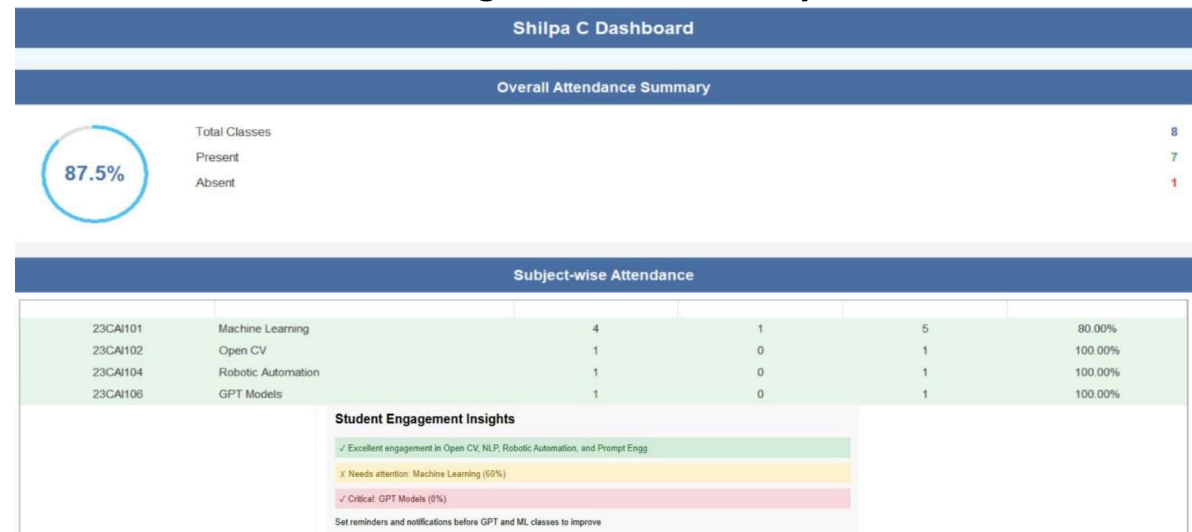 Shilpa C Dashboard
Overall Attendance Summary
87.5%
Total Classes 8
Present 7
Absent 1
Subject-wise Attendance
23CAI101 Machine Learning 4 1 5 80.00%
23CAI102 Open CV 1 0 1 100.00%
23CAI104 Robotic Automation 1 0 1 100.00%
23CAI106 GPT Models 1 0 1 100.00%
Student Engagement Insights
✓ Excellent engagement in Open CV, NLP, Robotic Automation, and Prompt Engg
X Needs attention: Machine Learning (60%)
✓ Critical: GPT Models (0%)
Set reminders and notifications before GPT and ML classes to improve